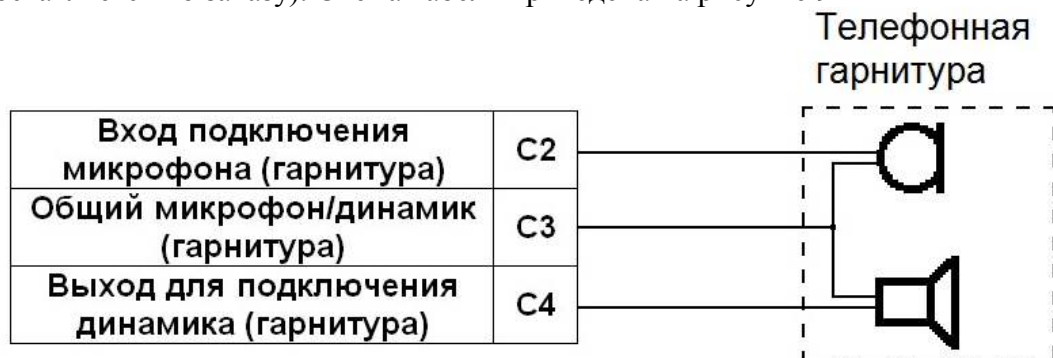 Телефонная
гарнитура
Вход подключения
микрофона (гарнитура)
C2
Общий микрофон/динамик
(гарнитура)
C3
Выход для подключения
динамика (гарнитура)
C4